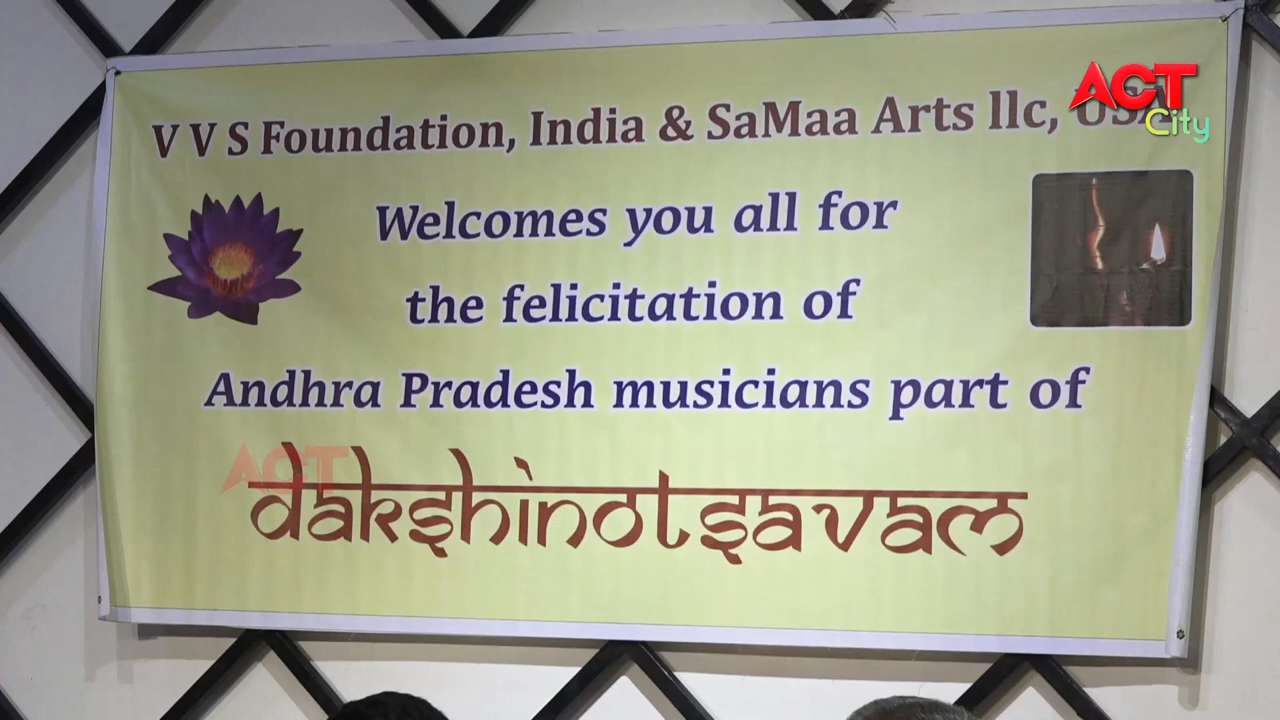 V V S Foundation, India & SaMaa Arts llc, USA
ACT
City
Welcomes you all for
the felicitation of
Andhra Pradesh musicians part of
ACT
dakshinotsavam